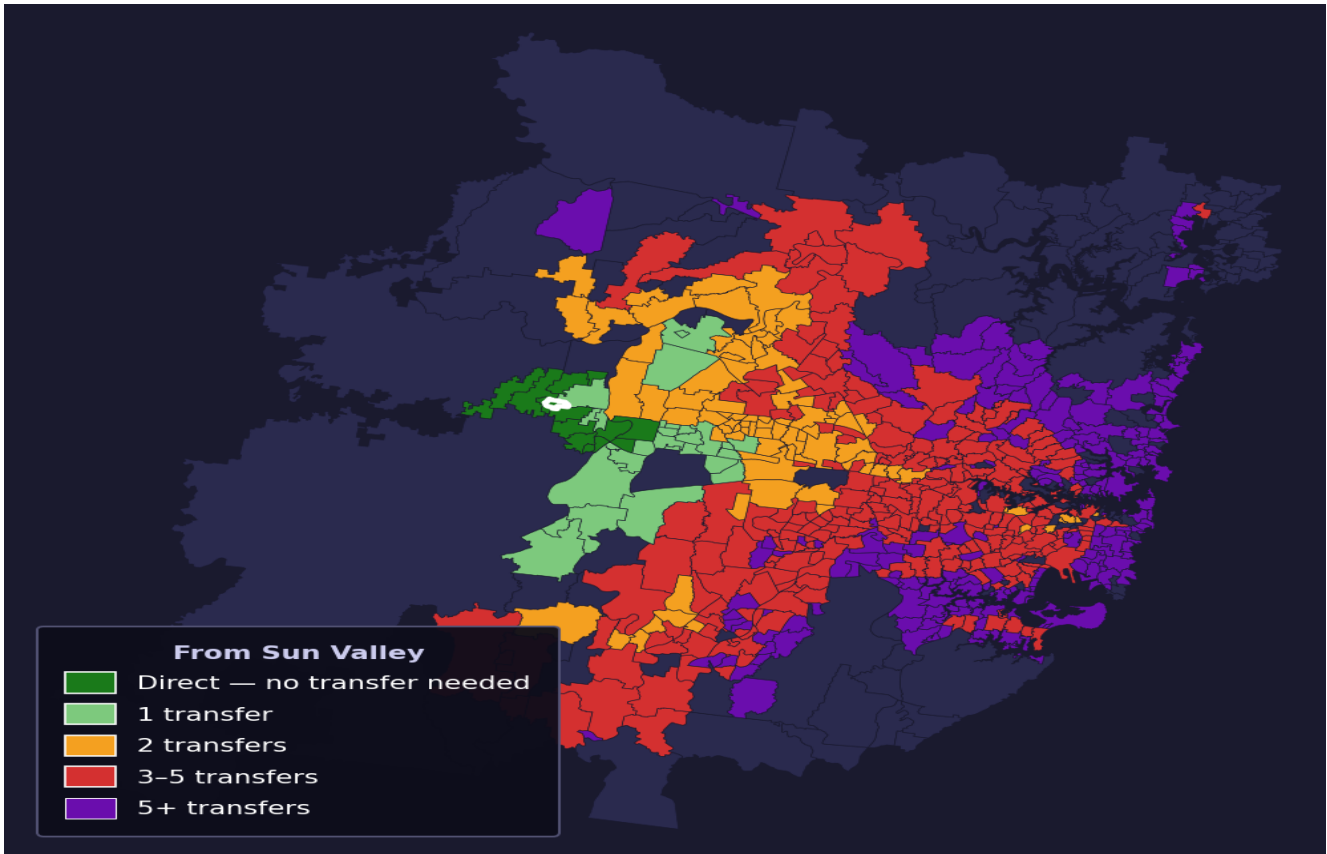 From Sun Valley
Direct — no transfer needed
1 transfer
2 transfers
3–5 transfers
5+ transfers